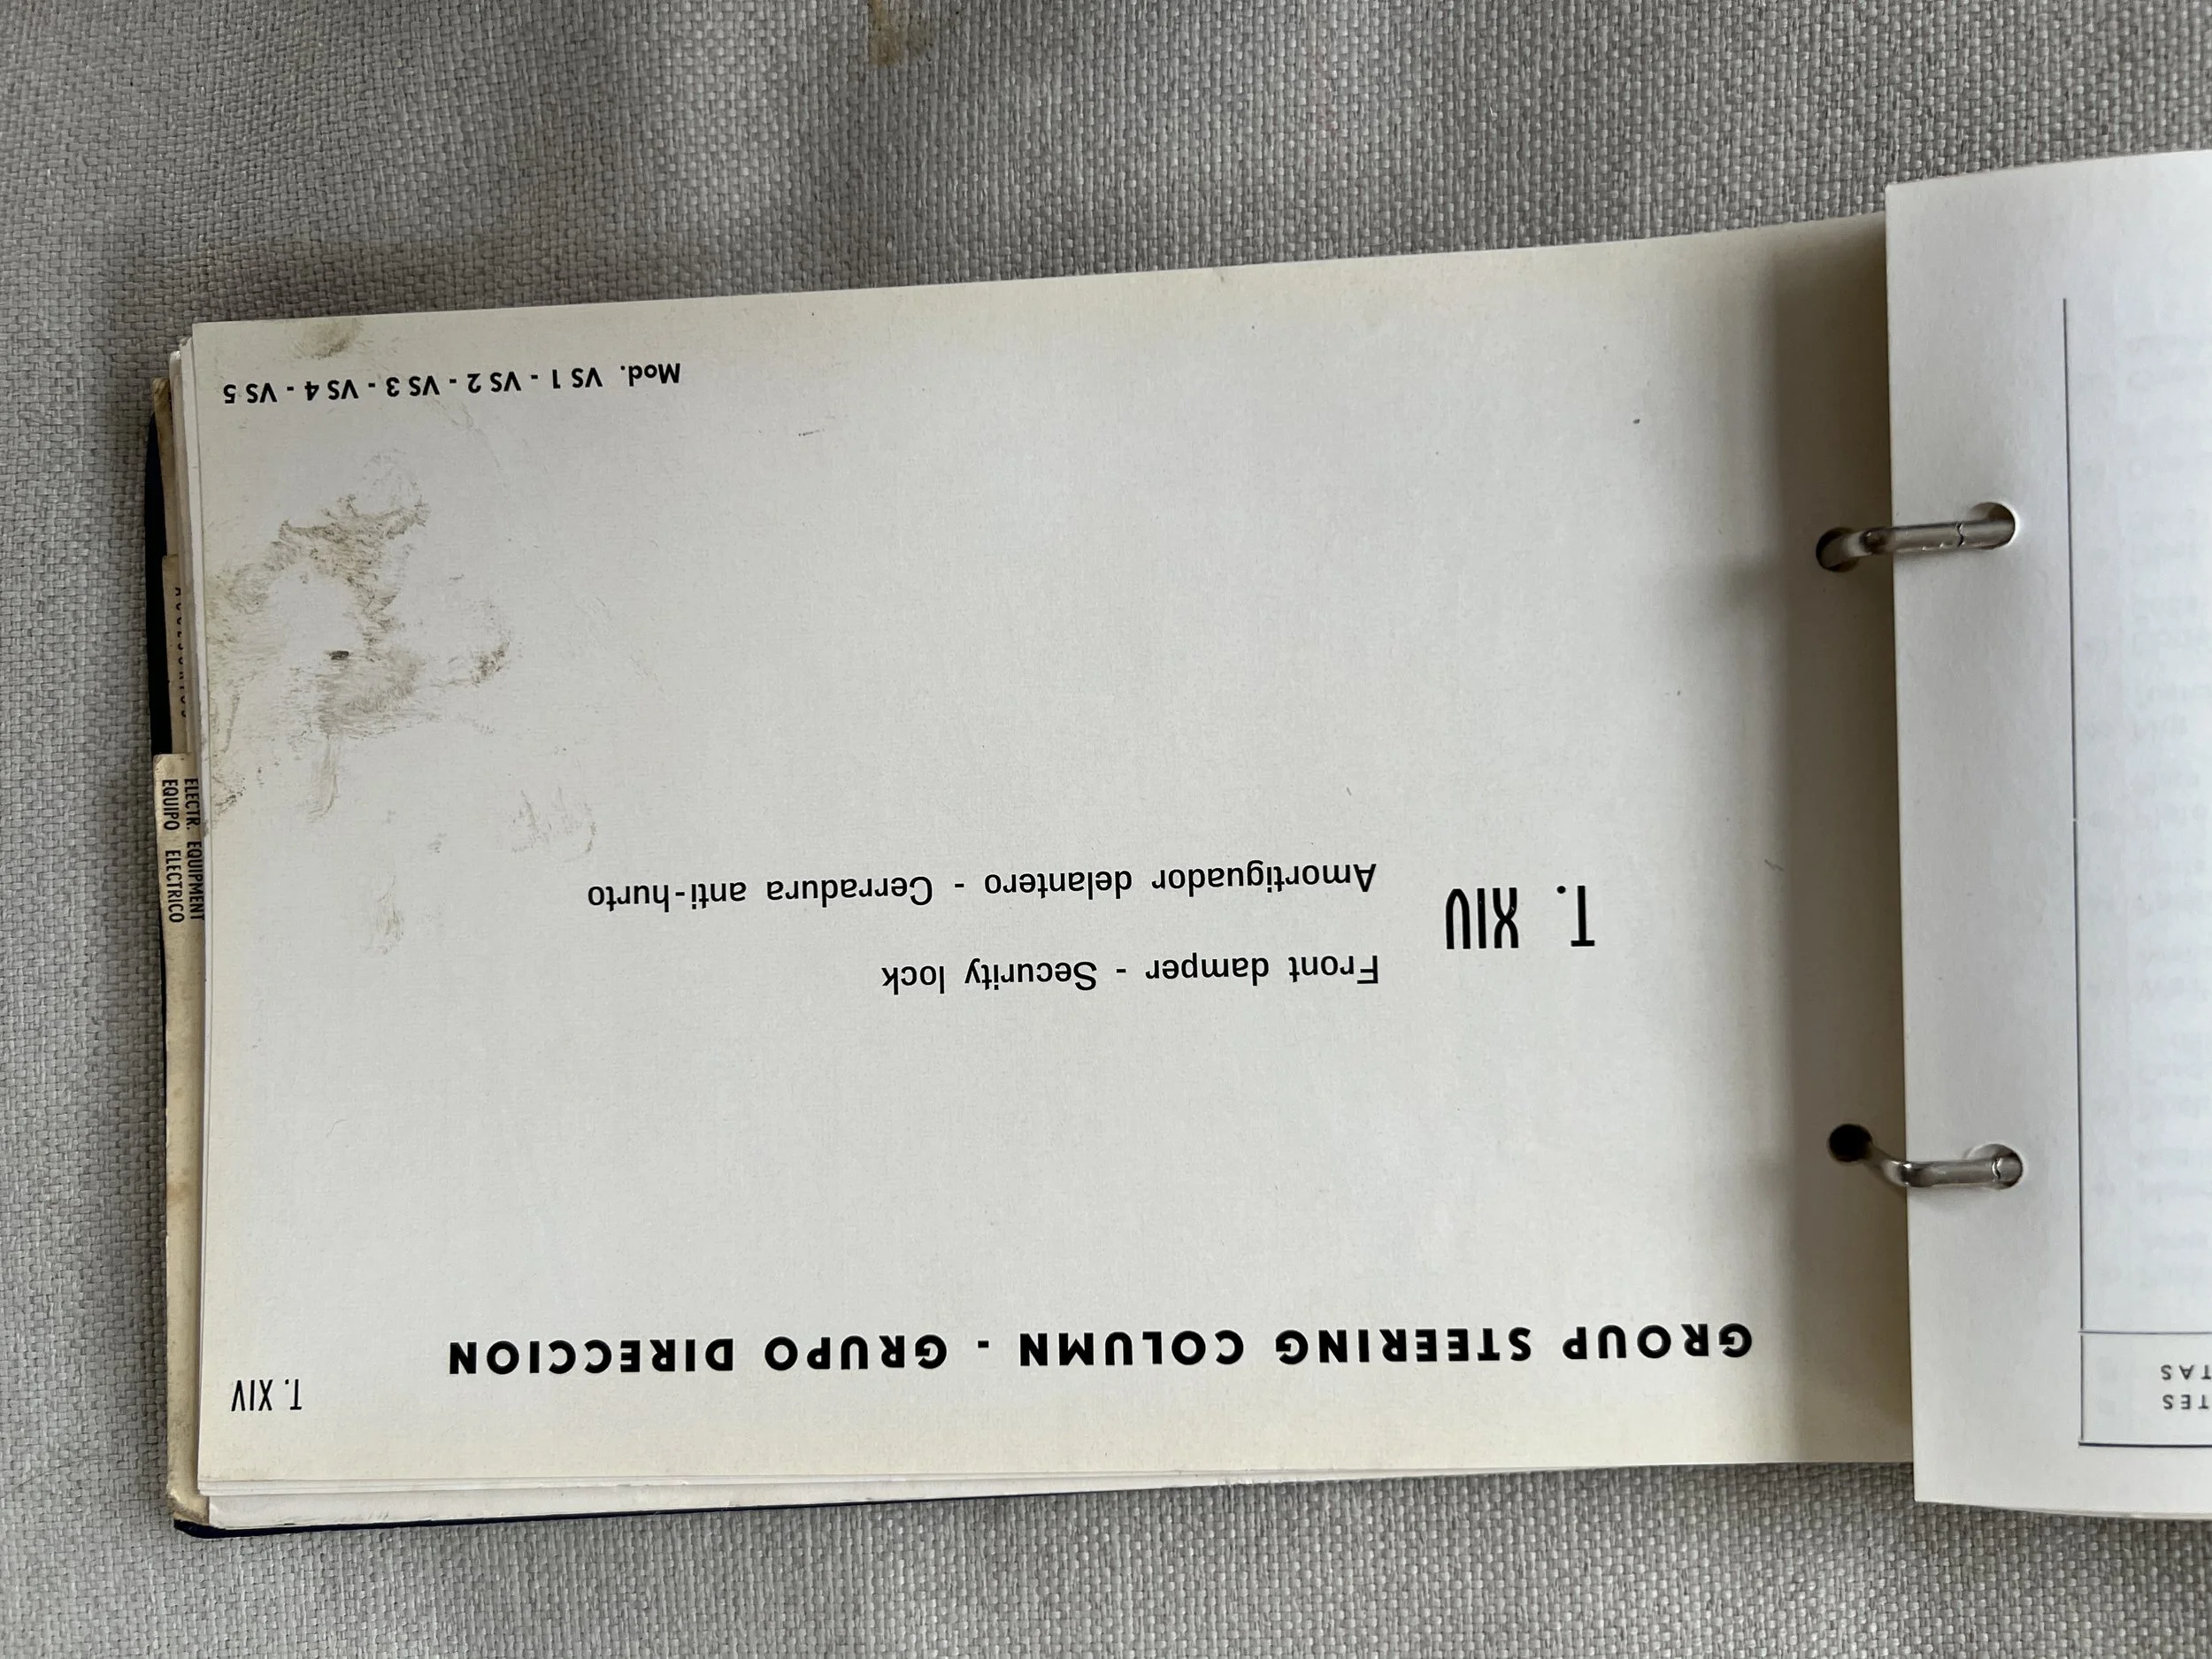 T. XIV
GROUP STEERING COLUMN - GRUPO DIRECCION
T. XIV
Front damper - Security lock
Amortiguador delantero - Cerradura anti-hurto
Mod. VS 1 - VS 2 - VS 3 - VS 4 - VS 5
ELECTR. EQUIPMENT
EQUIPO ELECTRICO